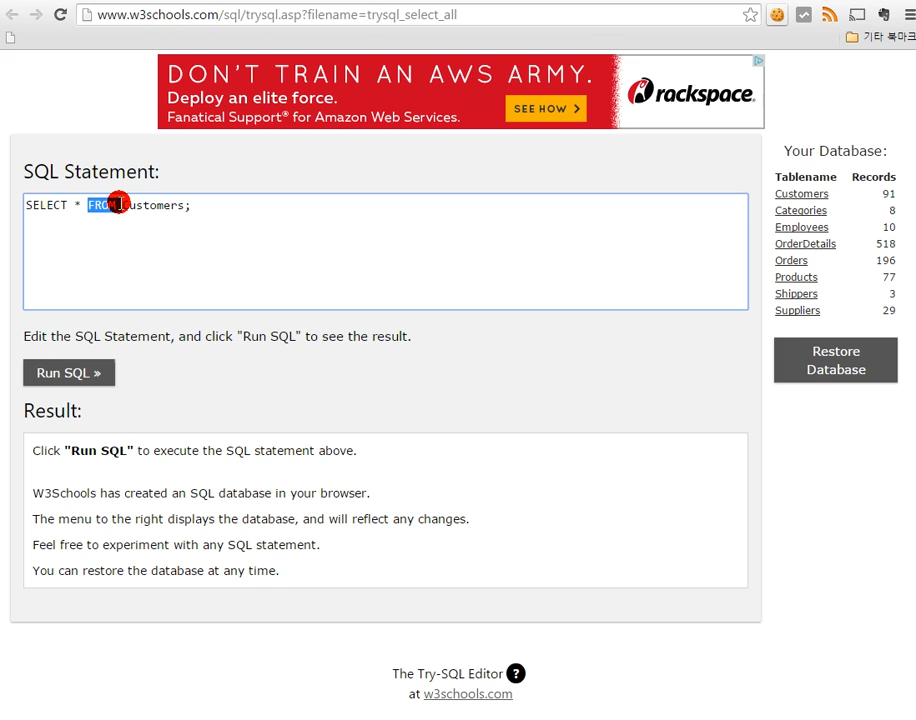 www.w3schools.com/sql/trysql.asp?filename=trysql_select_all
기타 북마크
DON'T TRAIN AN AWS ARMY.
Deploy an elite force.
Fanatical Support® for Amazon Web Services.
SEE HOW >
rackspace.
SQL Statement:
SELECT * FROM Customers;
Edit the SQL Statement, and click "Run SQL" to see the result.
Run SQL »
Result:
Click "Run SQL" to execute the SQL statement above.
W3Schools has created an SQL database in your browser.
The menu to the right displays the database, and will reflect any changes.
Feel free to experiment with any SQL statement.
You can restore the database at any time.
Your Database:
Tablename Records
Customers 91
Categories 8
Employees 10
OrderDetails 518
Orders 196
Products 77
Shippers 3
Suppliers 29
Restore
Database
The Try-SQL Editor ?
at w3schools.com